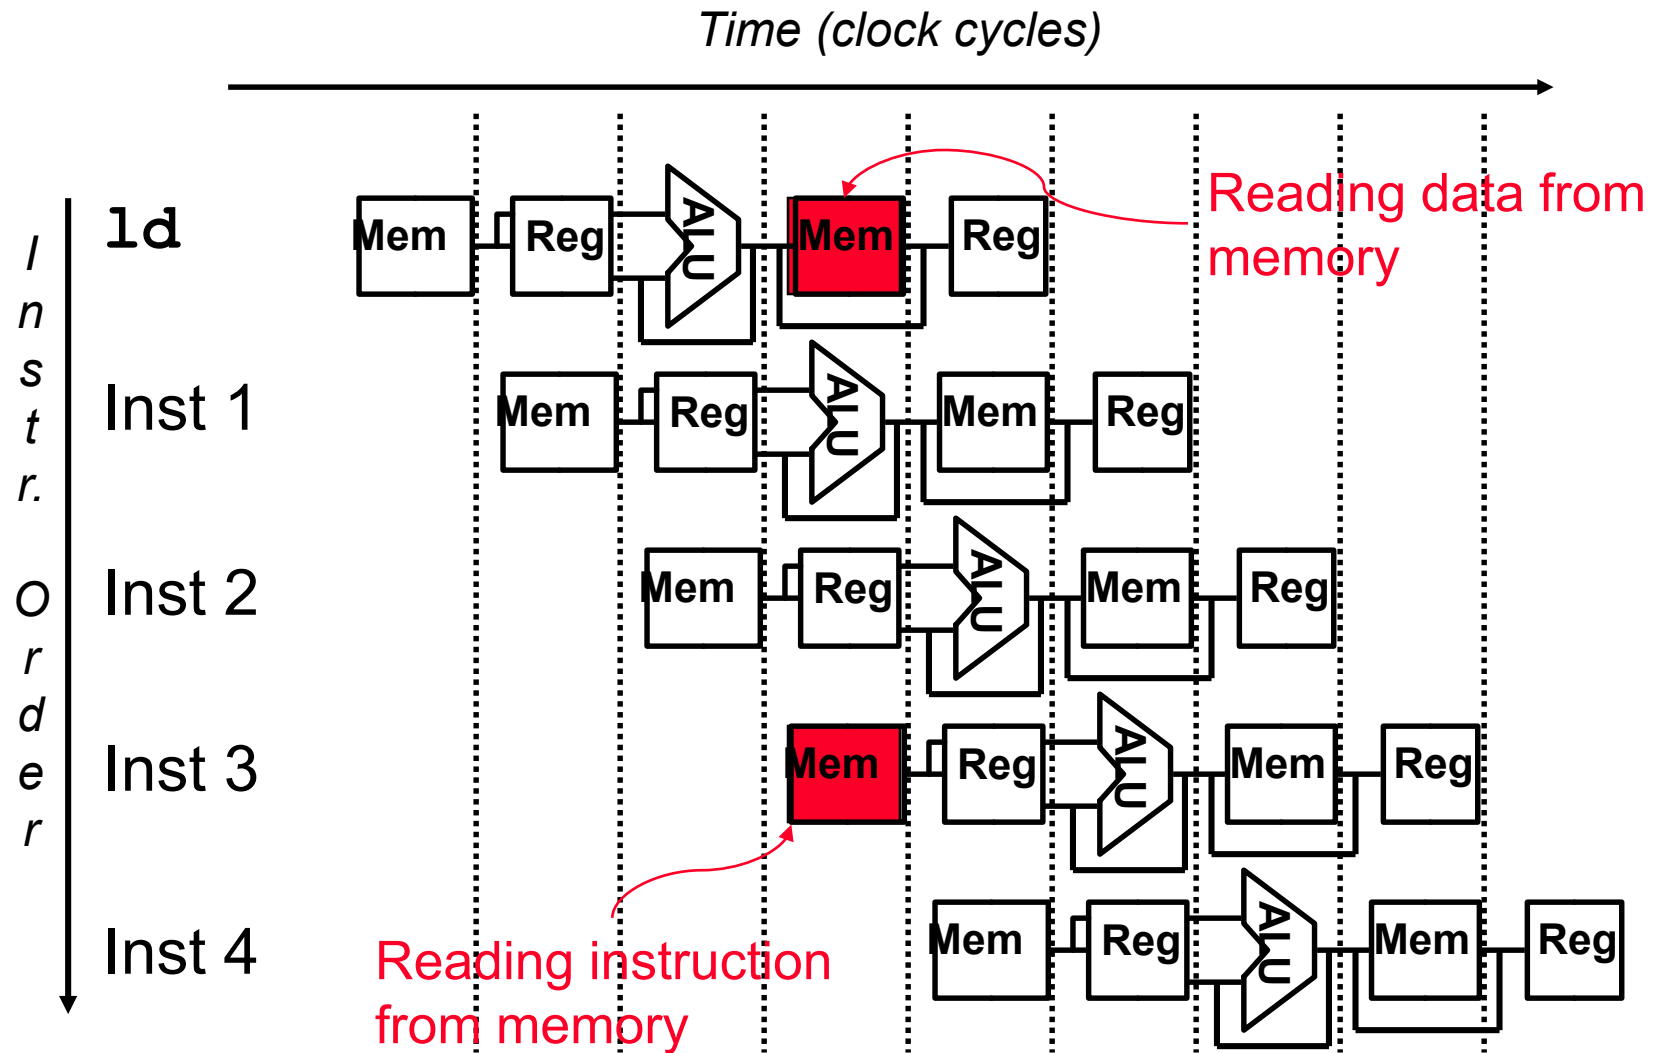 Time (clock cycles)
Instr. Order
ld
Mem Reg ALU Mem Reg
Reading data from
memory
Inst 1
Mem Reg ALU Mem Reg
Inst 2
Mem Reg ALU Mem Reg
Inst 3
Mem Reg ALU Mem Reg
Inst 4
Mem Reg ALU Mem Reg
Reading instruction
from memory